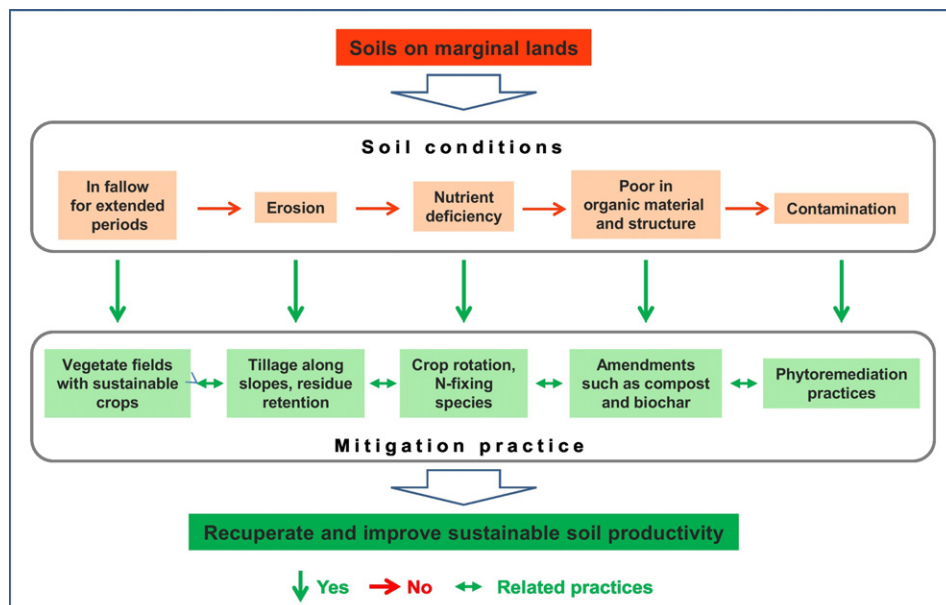 Soils on marginal lands
Soil conditions
In fallow
for extended
periods
Erosion
Nutrient
deficiency
Poor in
organic material
and structure
Contamination
Vegetate fields
with sustainable
crops
Tillage along
slopes, residue
retention
Crop rotation,
N-fixing
species
Amendments
such as compost
and biochar
Phytoremediation
practices
Mitigation practice
Recuperate and improve sustainable soil productivity
Yes No Related practices